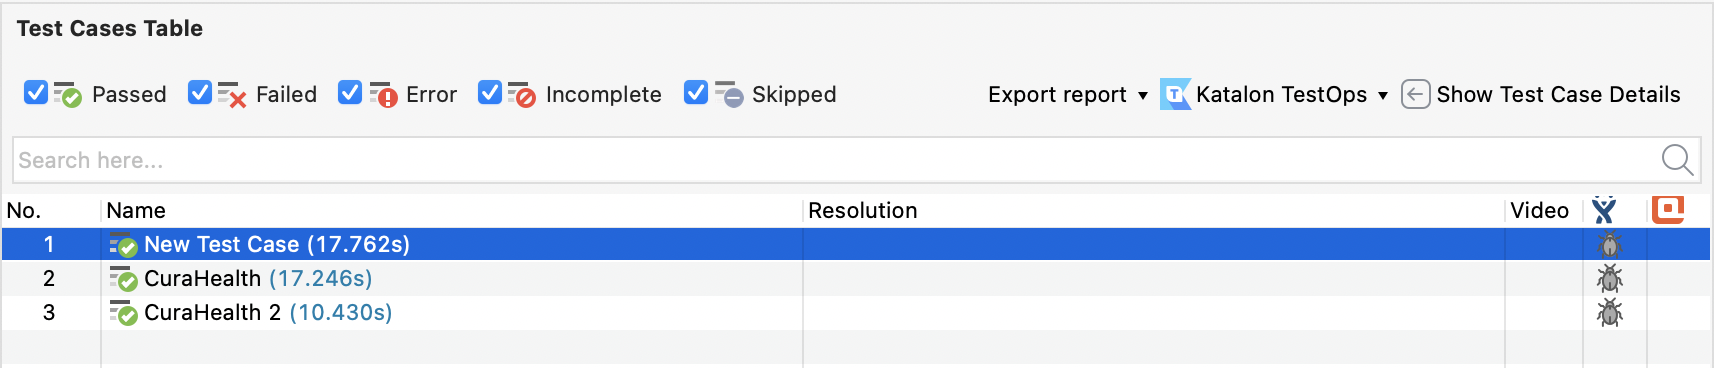 Test Cases Table
Passed Failed Error Incomplete Skipped Export report Katalon TestOps Show Test Case Details
Search here...
No. Name Resolution Video
1 New Test Case (17.762s)
2 CuraHealth (17.246s)
3 CuraHealth 2 (10.430s)